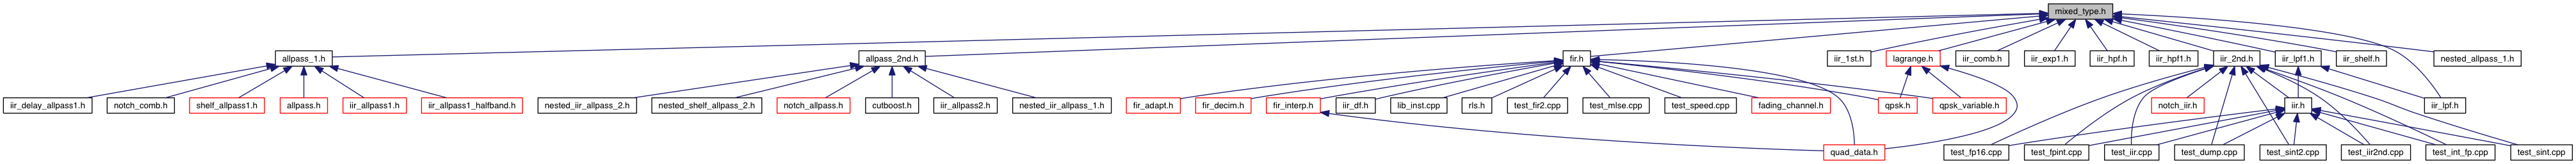 mixed_type.h
allpass_1.h
allpass_2nd.h
fir.h
iir_1st.h
lagrange.h
iir_comb.h
iir_exp1.h
iir_hpf.h
iir_hpf1.h
iir_2nd.h
iir_lpf1.h
iir_shelf.h
nested_allpass_1.h
iir_delay_allpass1.h
notch_comb.h
shelf_allpass1.h
allpass.h
iir_allpass1.h
iir_allpass1_halfband.h
nested_iir_allpass_2.h
nested_shelf_allpass_2.h
notch_allpass.h
cutboost.h
iir_allpass2.h
nested_iir_allpass_1.h
fir_adapt.h
fir_decim.h
fir_interp.h
iir_df.h
lib_inst.cpp
rls.h
test_fir2.cpp
test_mlse.cpp
test_speed.cpp
fading_channel.h
qpsk.h
qpsk_variable.h
notch_iir.h
iir.h
iir_lpf.h
quad_data.h
test_fp16.cpp
test_fpint.cpp
test_iir.cpp
test_dump.cpp
test_sint2.cpp
test_iir2nd.cpp
test_int_fp.cpp
test_sint.cpp